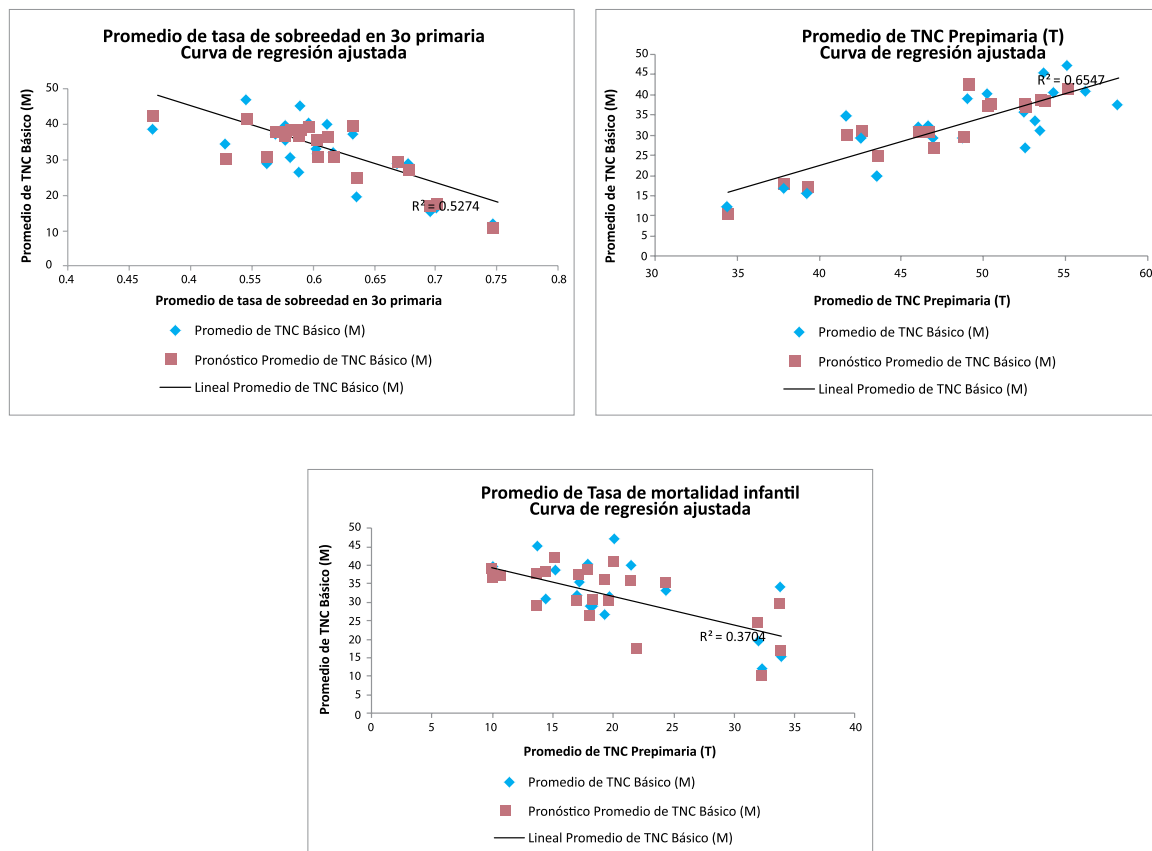 Promedio de tasa de sobreedad en 3o primaria
Curva de regresión ajustada
Promedio de TNC Básico (M)
50
40
30
20
10
0
R² = 0.5274
0.4
0.45
0.4
0.55
0.6
0.65
0.7
0.75
0.8
Promedio de tasa de sobreedad en 3o primaria
Promedio de TNC Básico (M)
Pronóstico Promedio de TNC Básico (M)
Lineal Promedio de TNC Básico (M)
Promedio de TNC Prepimaria (T)
Curva de regresión ajustada
Promedio de TNC Básico (M)
50
45
40
35
30
25
20
15
10
5
0
R² = 0.6547
30
35
40
45
50
55
60
Promedio de TNC Prepimaria (T)
Promedio de TNC Básico (M)
Pronóstico Promedio de TNC Básico (M)
Lineal Promedio de TNC Básico (M)
Promedio de Tasa de mortalidad infantil
Curva de regresión ajustada
Promedio de TNC Básico (M)
50
45
40
35
30
25
20
15
10
5
0
R² = 0.3704
0
5
10
15
20
25
30
35
40
Promedio de TNC Prepimaria (T)
Promedio de TNC Básico (M)
Pronóstico Promedio de TNC Básico (M)
Lineal Promedio de TNC Básico (M)